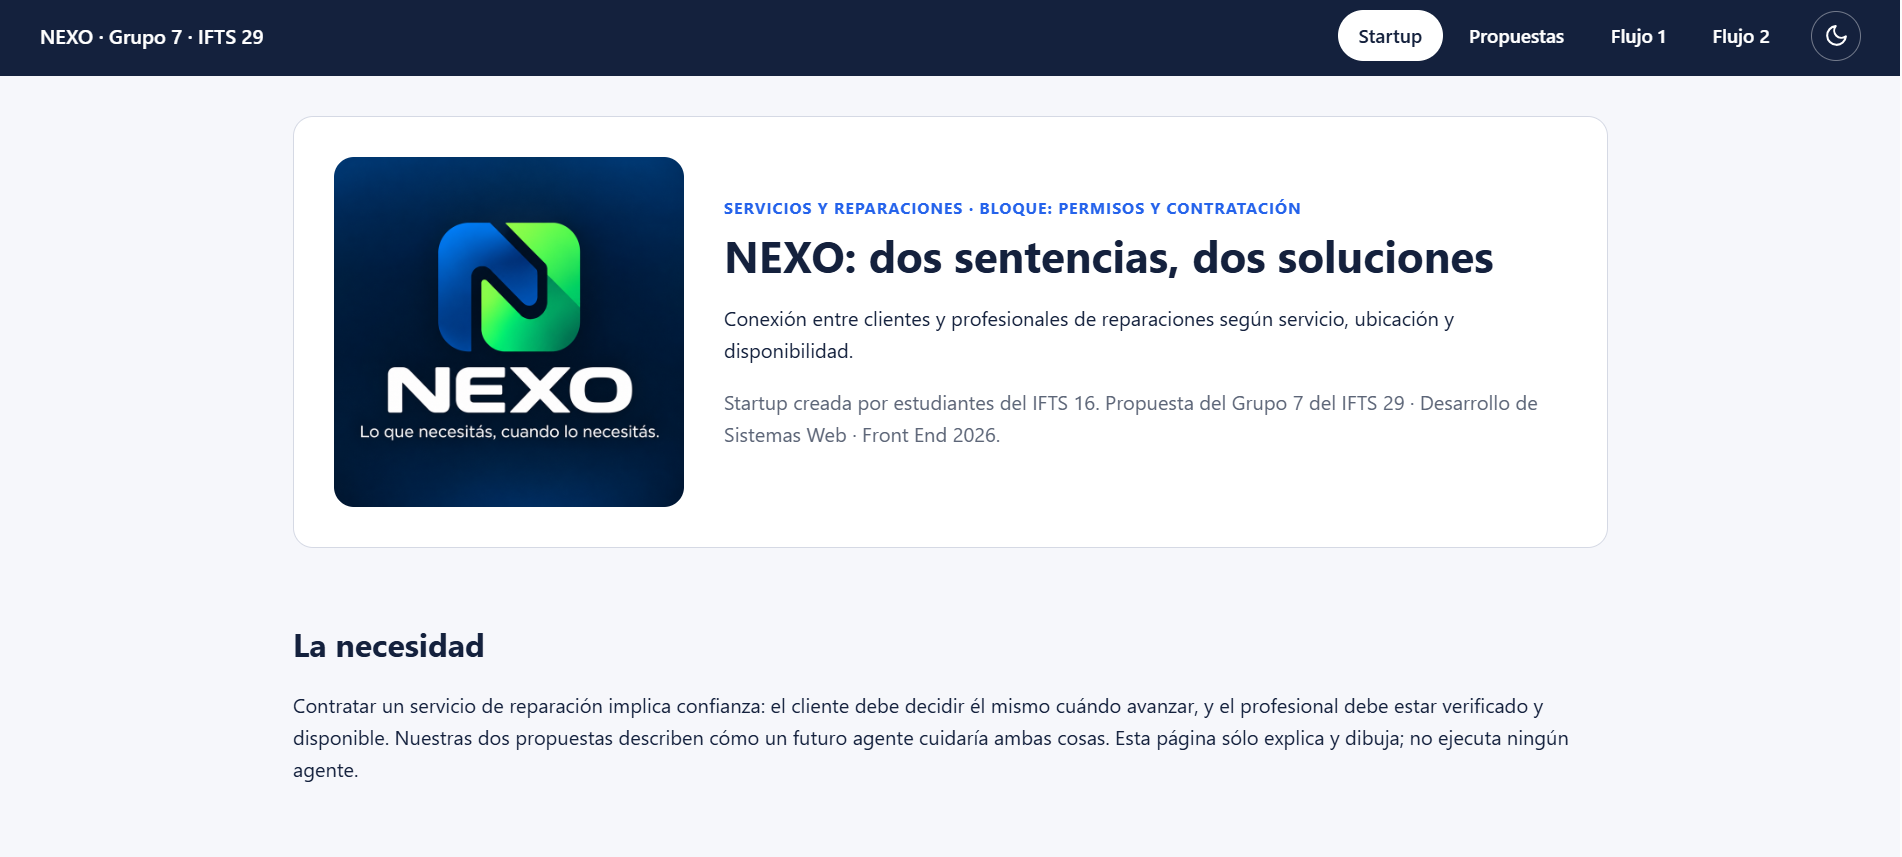 NEXO · Grupo 7 · IFTS 29
Startup
Propuestas
Flujo 1
Flujo 2
NEXO
Lo que necesitás, cuando lo necesitás.
SERVICIOS Y REPARACIONES · BLOQUE: PERMISOS Y CONTRATACIÓN
NEXO: dos sentencias, dos soluciones
Conexión entre clientes y profesionales de reparaciones según servicio, ubicación y
disponibilidad.
Startup creada por estudiantes del IFTS 16. Propuesta del Grupo 7 del IFTS 29 · Desarrollo de
Sistemas Web · Front End 2026.
La necesidad
Contratar un servicio de reparación implica confianza: el cliente debe decidir él mismo cuándo avanzar, y el profesional debe estar verificado y
disponible. Nuestras dos propuestas describen cómo un futuro agente cuidaría ambas cosas. Esta página sólo explica y dibuja; no ejecuta ningún
agente.